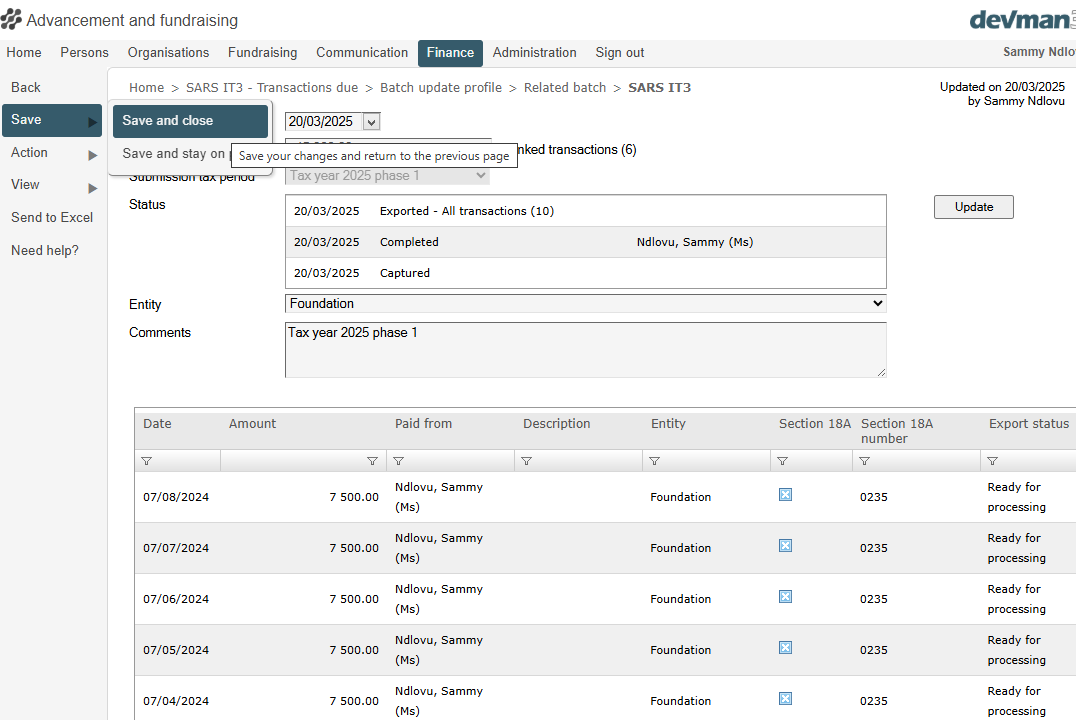 Advancement and fundraising
devman
Home Persons Organisations Fundraising Communication Finance Administration Sign out Sammy Ndlo
Back
Home > SARS IT3 - Transactions due > Batch update profile > Related batch > SARS IT3
Updated on 20/03/2025
by Sammy Ndlovu
Save
Save and close
20/03/2025
Action
Save and stay on
Save your changes and return to the previous page
nked transactions (6)
Submission tax period
Tax year 2025 phase 1
View
Status
20/03/2025 Exported - All transactions (10)
Update
Send to Excel
20/03/2025 Completed Ndlovu, Sammy (Ms)
Need help?
20/03/2025 Captured
Entity
Foundation
Comments
Tax year 2025 phase 1
Date Amount Paid from Description Entity Section 18A Section 18A number Export status
07/08/2024 7 500.00 Ndlovu, Sammy (Ms) Foundation 0235 Ready for processing
07/07/2024 7 500.00 Ndlovu, Sammy (Ms) Foundation 0235 Ready for processing
07/06/2024 7 500.00 Ndlovu, Sammy (Ms) Foundation 0235 Ready for processing
07/05/2024 7 500.00 Ndlovu, Sammy (Ms) Foundation 0235 Ready for processing
07/04/2024 7 500.00 Ndlovu, Sammy (Ms) Foundation 0235 Ready for processing